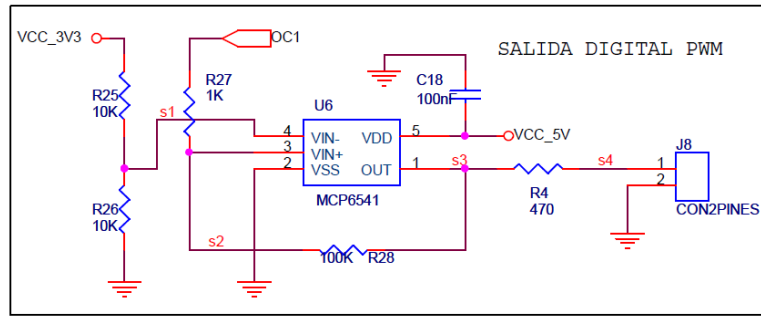 SALIDA DIGITAL PWM
VCC_3V3
OC1
R25
10K
R27
1K
s1
C18
100nF
U6
4
VIN-
3
VIN+
2
VSS
VDD
5
OUT
1
MCP6541
VCC_5V
s3
s4
J8
1
2
CON2PINES
R4
470
R26
10K
s2
100K
R28